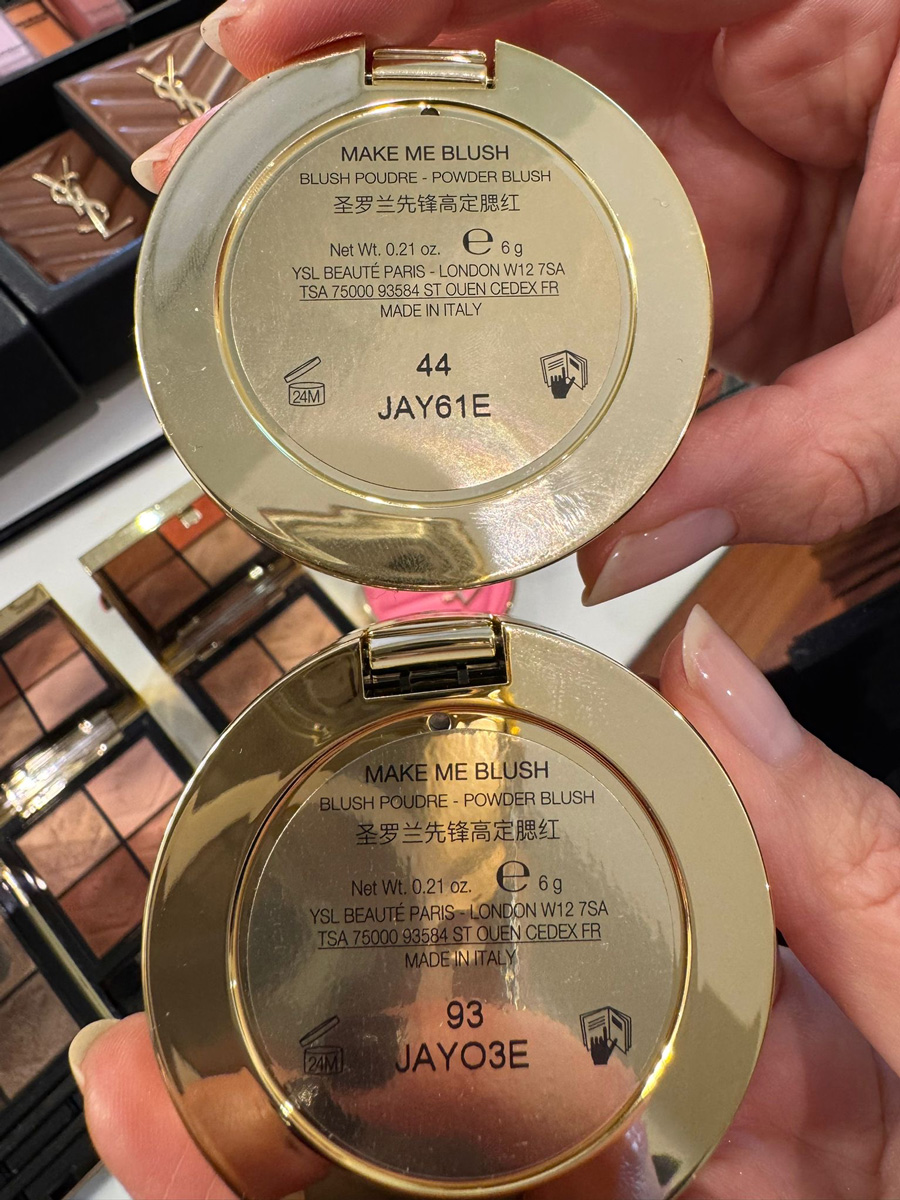 YSL
YSL
MAKE ME BLUSH
BLUSH POUDRE - POWDER BLUSH
圣罗兰先锋高定腮红
Net Wt. 0.21 oz. ℮ 6 g
YSL BEAUTÉ PARIS - LONDON W12 7SA
TSA 75000 93584 ST OUEN CEDEX FR
MADE IN ITALY
44
24M
JAY61E
MAKE ME BLUSH
BLUSH POUDRE - POWDER BLUSH
圣罗兰先锋高定腮红
Net Wt. 0.21 oz. ℮ 6 g
YSL BEAUTÉ PARIS - LONDON W12 7SA
TSA 75000 93584 ST OUEN CEDEX FR
MADE IN ITALY
93
24M
JAYO3E